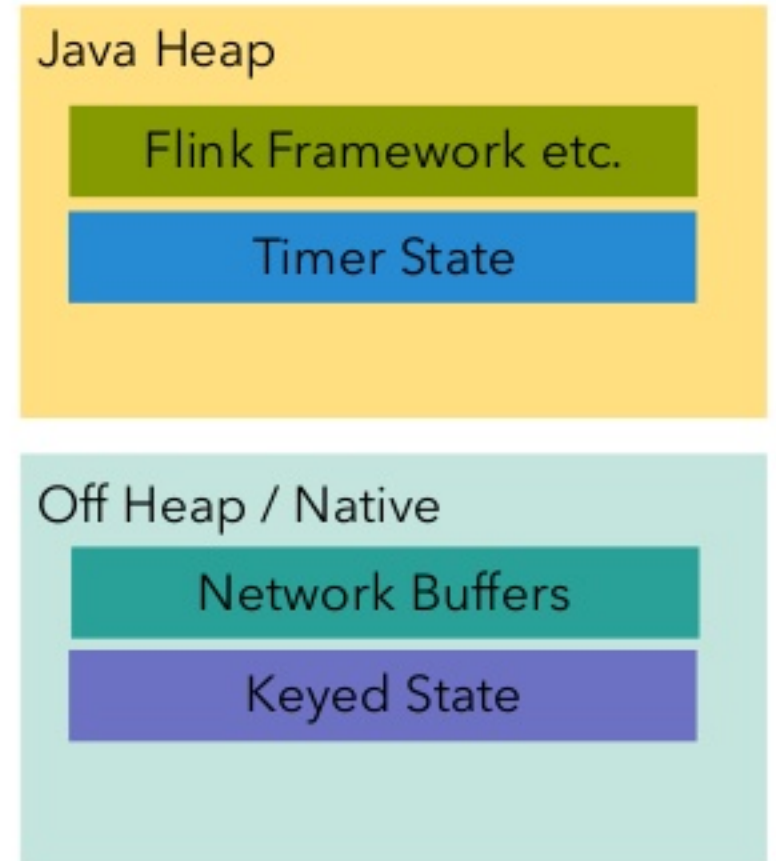 Java Heap
Flink Framework etc.
Timer State
Off Heap / Native
Network Buffers
Keyed State